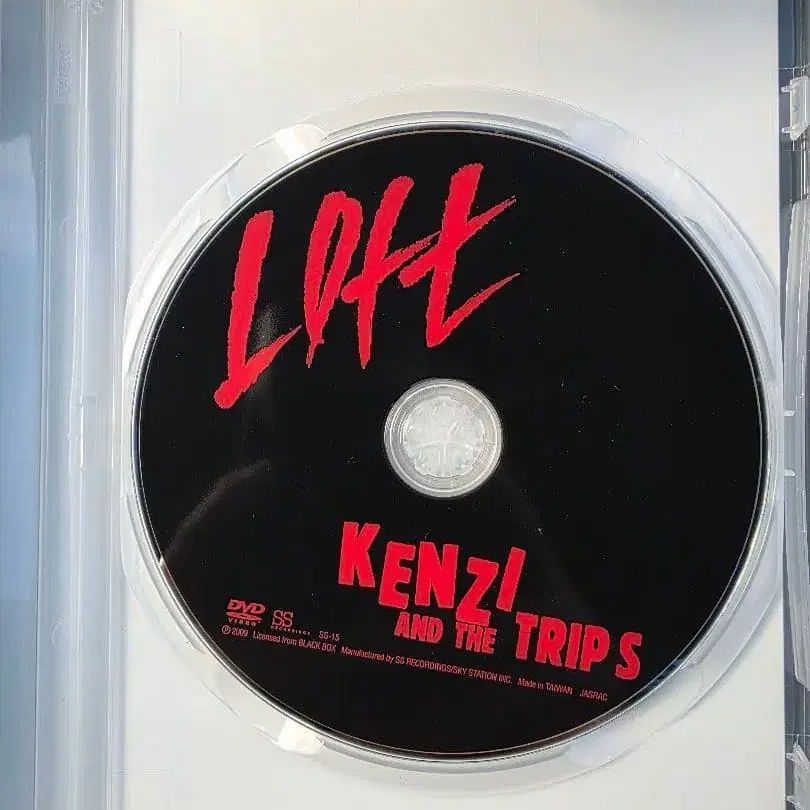 Loft
KENZI
AND THE TRIPS
DVD
VIDEO
SS
RECORDINGS
SS-15
℗ 2009 Licensed from BLACK BOX Manufactured by SS RECORDINGS/SKY STATION INC. Made in TAIWAN JASRAC